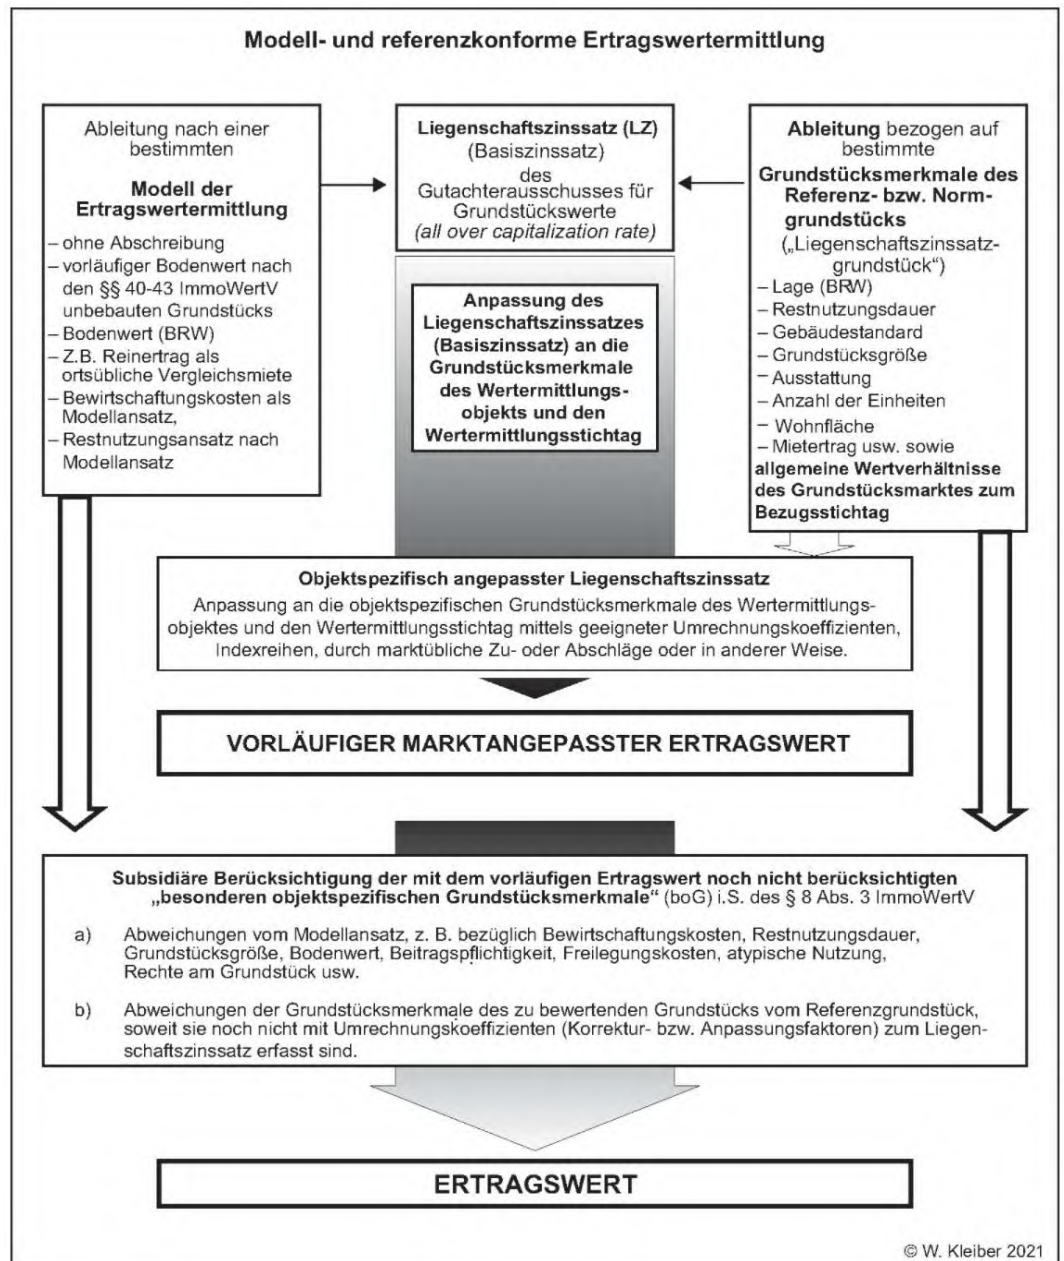 Modell- und referenzkonforme Ertragswertermittlung
Ableitung nach einer
bestimmten
Modell der
Ertragswertermittlung
– ohne Abschreibung
– vorläufiger Bodenwert nach
den §§ 40-43 ImmoWertV
unbebauten Grundstücks
– Bodenwert (BRW)
– Z.B. Reinertrag als
ortsübliche Vergleichsmiete
– Bewirtschaftungskosten als
Modellansatz,
– Restnutzungsansatz nach
Modellansatz
Liegenschaftszinssatz (LZ)
(Basiszinssatz)
des
Gutachterausschusses für
Grundstückswerte
(all over capitalization rate)
Ableitung bezogen auf
bestimmte
Grundstücksmerkmale des
Referenz- bzw. Norm-
grundstücks
(„Liegenschaftszinssatz-
grundstück“)
– Lage (BRW)
– Restnutzungsdauer
– Gebäudestandard
– Grundstücksgröße
– Ausstattung
– Anzahl der Einheiten
– Wohnfläche
– Mietertrag usw. sowie
allgemeine Wertverhältnisse
des Grundstücksmarktes zum
Bezugsstichtag
Anpassung des
Liegenschaftszinssatzes
(Basiszinssatz) an die
Grundstücksmerkmale
des Wertermittlungs-
objekts und den
Wertermittlungsstichtag
Objektspezifisch angepasster Liegenschaftszinssatz
Anpassung an die objektspezifischen Grundstücksmerkmale des Wertermittlungs-
objektes und den Wertermittlungsstichtag mittels geeigneter Umrechnungskoeffizienten,
Indexreihen, durch marktübliche Zu- oder Abschläge oder in anderer Weise.
VORLÄUFIGER MARKTANGEPASSTER ERTRAGSWERT
Subsidiäre Berücksichtigung der mit dem vorläufigen Ertragswert noch nicht berücksichtigten
„besonderen objektspezifischen Grundstücksmerkmale“ (boG) i.S. des § 8 Abs. 3 ImmoWertV
a) Abweichungen vom Modellansatz, z. B. bezüglich Bewirtschaftungskosten, Restnutzungsdauer,
Grundstücksgröße, Bodenwert, Beitragspflichtigkeit, Freilegungskosten, atypische Nutzung,
Rechte am Grundstück usw.
b) Abweichungen der Grundstücksmerkmale des zu bewertenden Grundstücks vom Referenzgrundstück,
soweit sie noch nicht mit Umrechnungskoeffizienten (Korrektur- bzw. Anpassungsfaktoren) zum Liegen-
schaftszinssatz erfasst sind.
ERTRAGSWERT
© W. Kleiber 2021